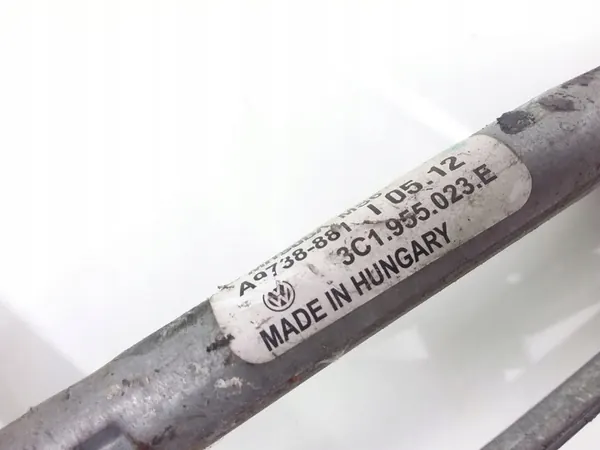 A9738-881 I 05.12
3C1.955.023.E
MADE IN HUNGARY